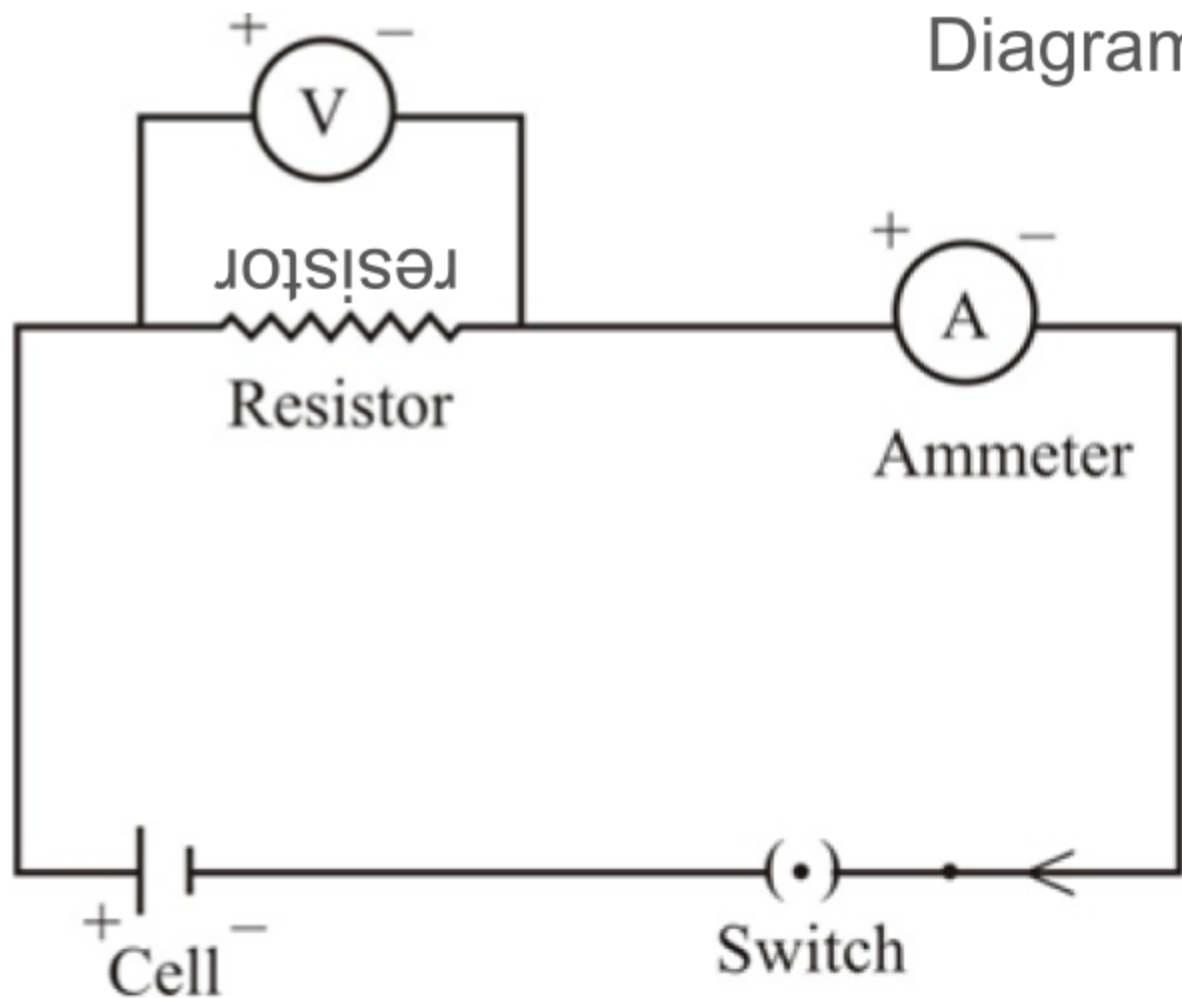 + −
Diagram
V
resistor
+ −
A
Resistor
Ammeter
+ −
Switch
Cell